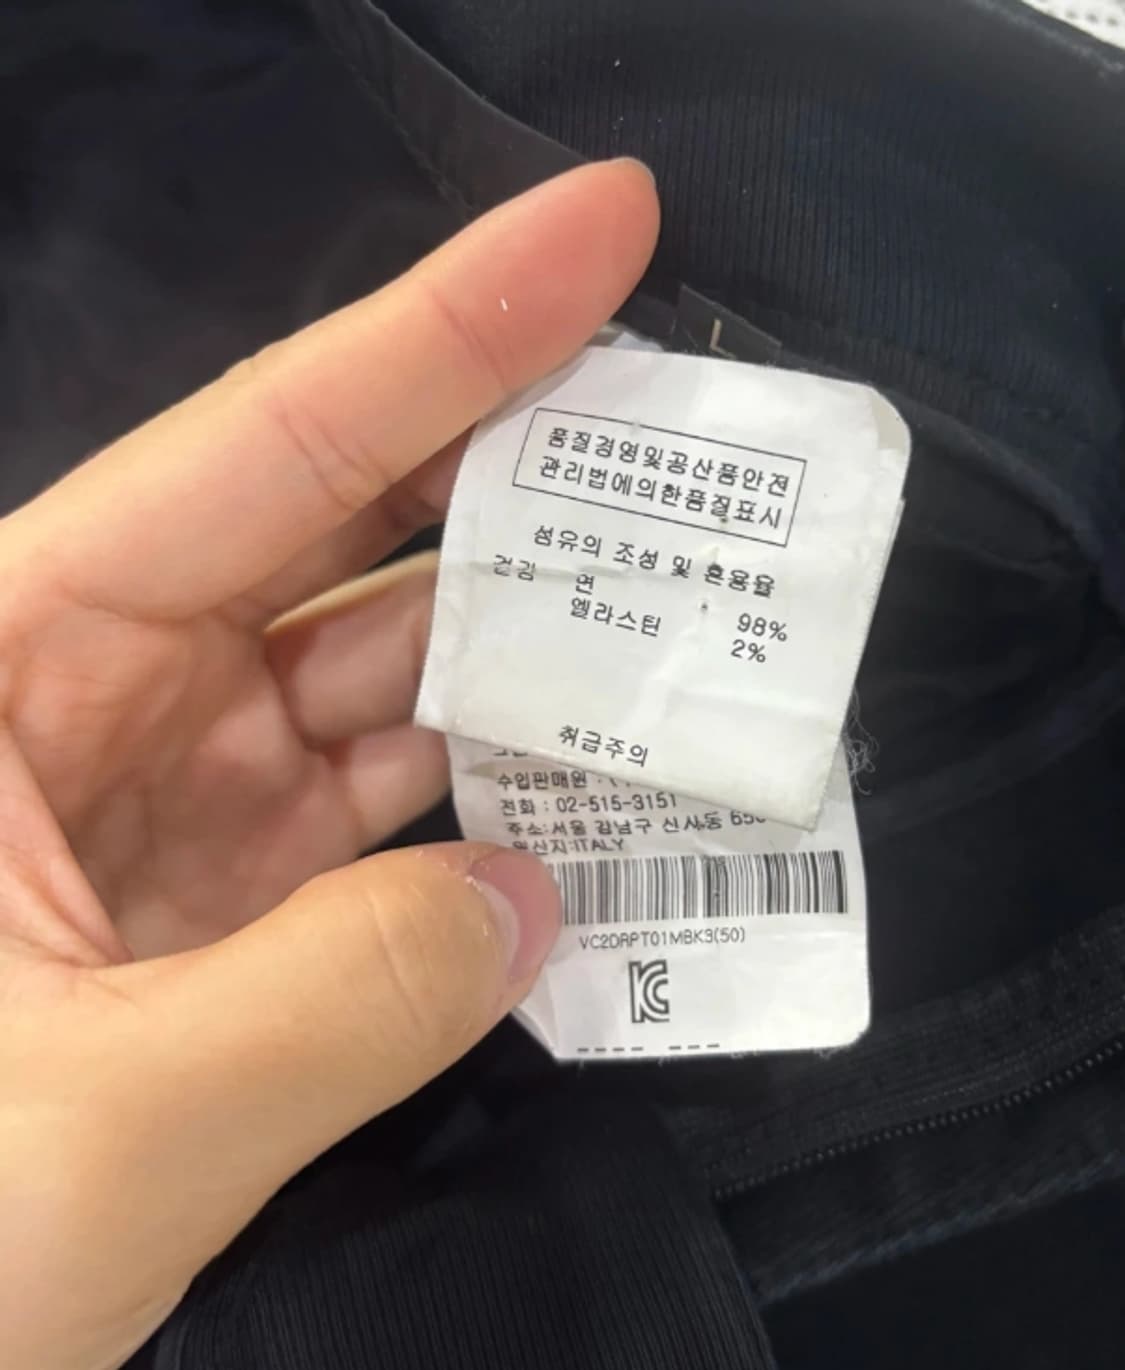 L
품질경영및공산품안전
관리법에의한품질표시
섬유의 조성 및 혼용율
겉감 면 98%
엘라스틴 2%
취급주의
수입판매원 :
전화 : 02-515-3151
주소:서울 강남구 신사동
원산지:ITALY
VC2DRPT01MBK3(50)